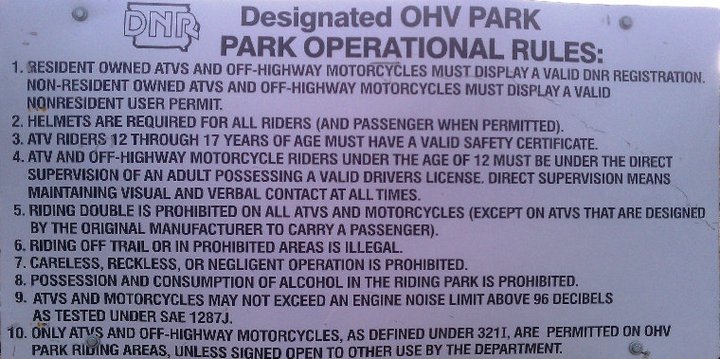 DNR
Designated OHV PARK
PARK OPERATIONAL RULES:
1. RESIDENT OWNED ATVS AND OFF-HIGHWAY MOTORCYCLES MUST DISPLAY A VALID DNR REGISTRATION.
NON-RESIDENT OWNED ATVS AND OFF-HIGHWAY MOTORCYCLES MUST DISPLAY A VALID
NONRESIDENT USER PERMIT.
2. HELMETS ARE REQUIRED FOR ALL RIDERS (AND PASSENGER WHEN PERMITTED).
3. ATV RIDERS 12 THROUGH 17 YEARS OF AGE MUST HAVE A VALID SAFETY CERTIFICATE.
4. ATV AND OFF-HIGHWAY MOTORCYCLE RIDERS UNDER THE AGE OF 12 MUST BE UNDER THE DIRECT
SUPERVISION OF AN ADULT POSSESSING A VALID DRIVERS LICENSE. DIRECT SUPERVISION MEANS
MAINTAINING VISUAL AND VERBAL CONTACT AT ALL TIMES.
5. RIDING DOUBLE IS PROHIBITED ON ALL ATVS AND MOTORCYCLES (EXCEPT ON ATVS THAT ARE DESIGNED
BY THE ORIGINAL MANUFACTURER TO CARRY A PASSENGER).
6. RIDING OFF TRAIL OR IN PROHIBITED AREAS IS ILLEGAL.
7. CARELESS, RECKLESS, OR NEGLIGENT OPERATION IS PROHIBITED.
8. POSSESSION AND CONSUMPTION OF ALCOHOL IN THE RIDING PARK IS PROHIBITED.
9. ATVS AND MOTORCYCLES MAY NOT EXCEED AN ENGINE NOISE LIMIT ABOVE 96 DECIBELS
AS TESTED UNDER SAE 1287J.
10. ONLY ATVS AND OFF-HIGHWAY MOTORCYCLES, AS DEFINED UNDER 321I, ARE PERMITTED ON OHV
PARK RIDING AREAS, UNLESS SIGNED OPEN TO OTHER USE BY THE DEPARTMENT.